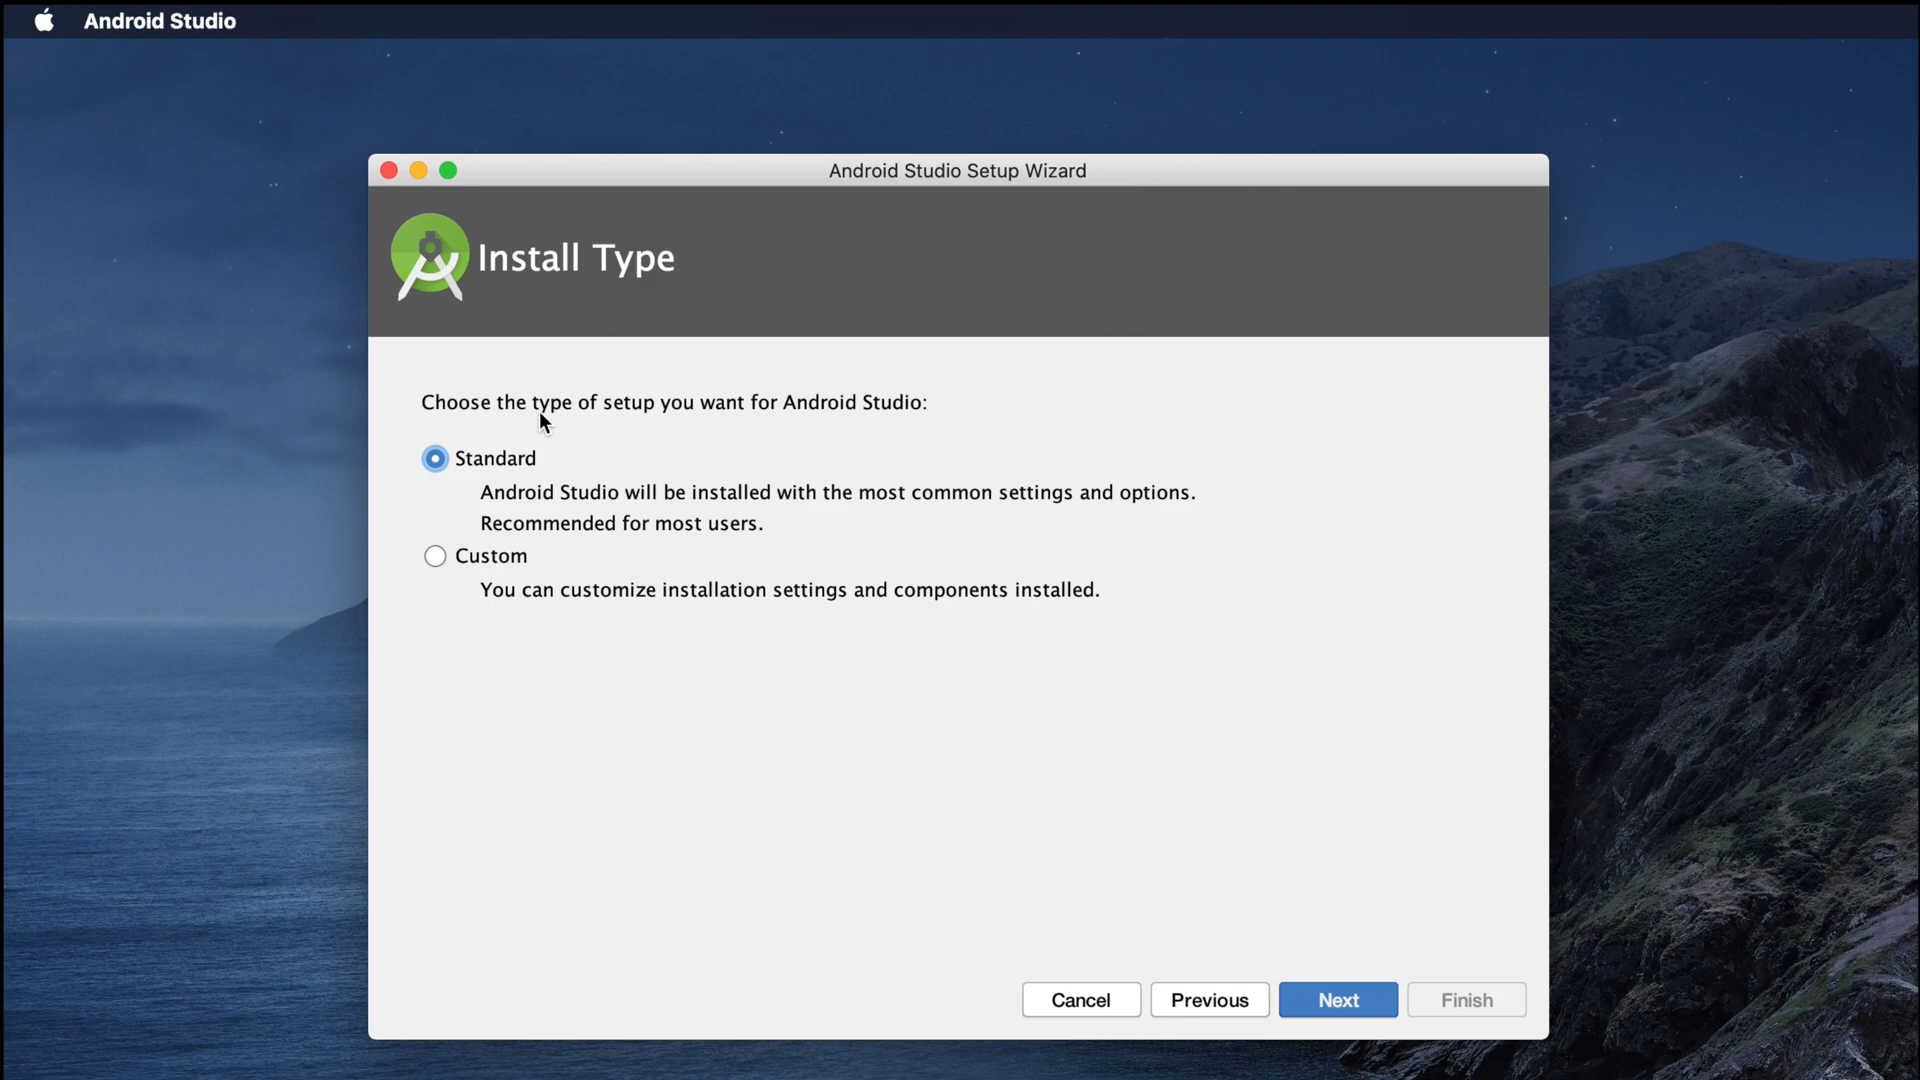 Android Studio
Android Studio Setup Wizard
Install Type
Choose the type of setup you want for Android Studio:
Standard
Android Studio will be installed with the most common settings and options.
Recommended for most users.
Custom
You can customize installation settings and components installed.
Cancel Previous Next Finish